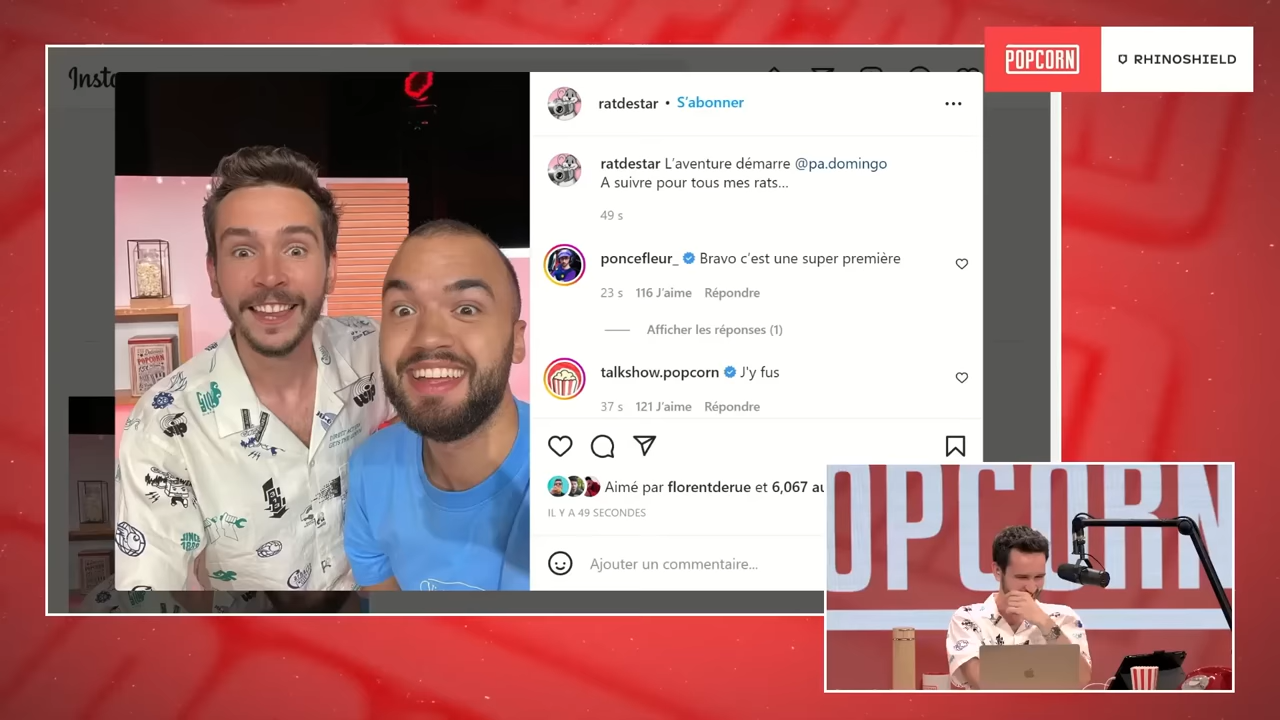 POPCORN
RHINOSHIELD
Insta
ratdestar • S'abonner
ratdestar L'aventure démarre @pa.domingo
A suivre pour tous mes rats...
49 s
poncefleur_ Bravo c'est une super première
23 s 116 J'aime Répondre
Afficher les réponses (1)
talkshow.popcorn J'y fus
37 s 121 J'aime Répondre
Aimé par florentderue et 6,067 au
IL Y A 49 SECONDES
Ajouter un commentaire...
POPCORN
OPCORN